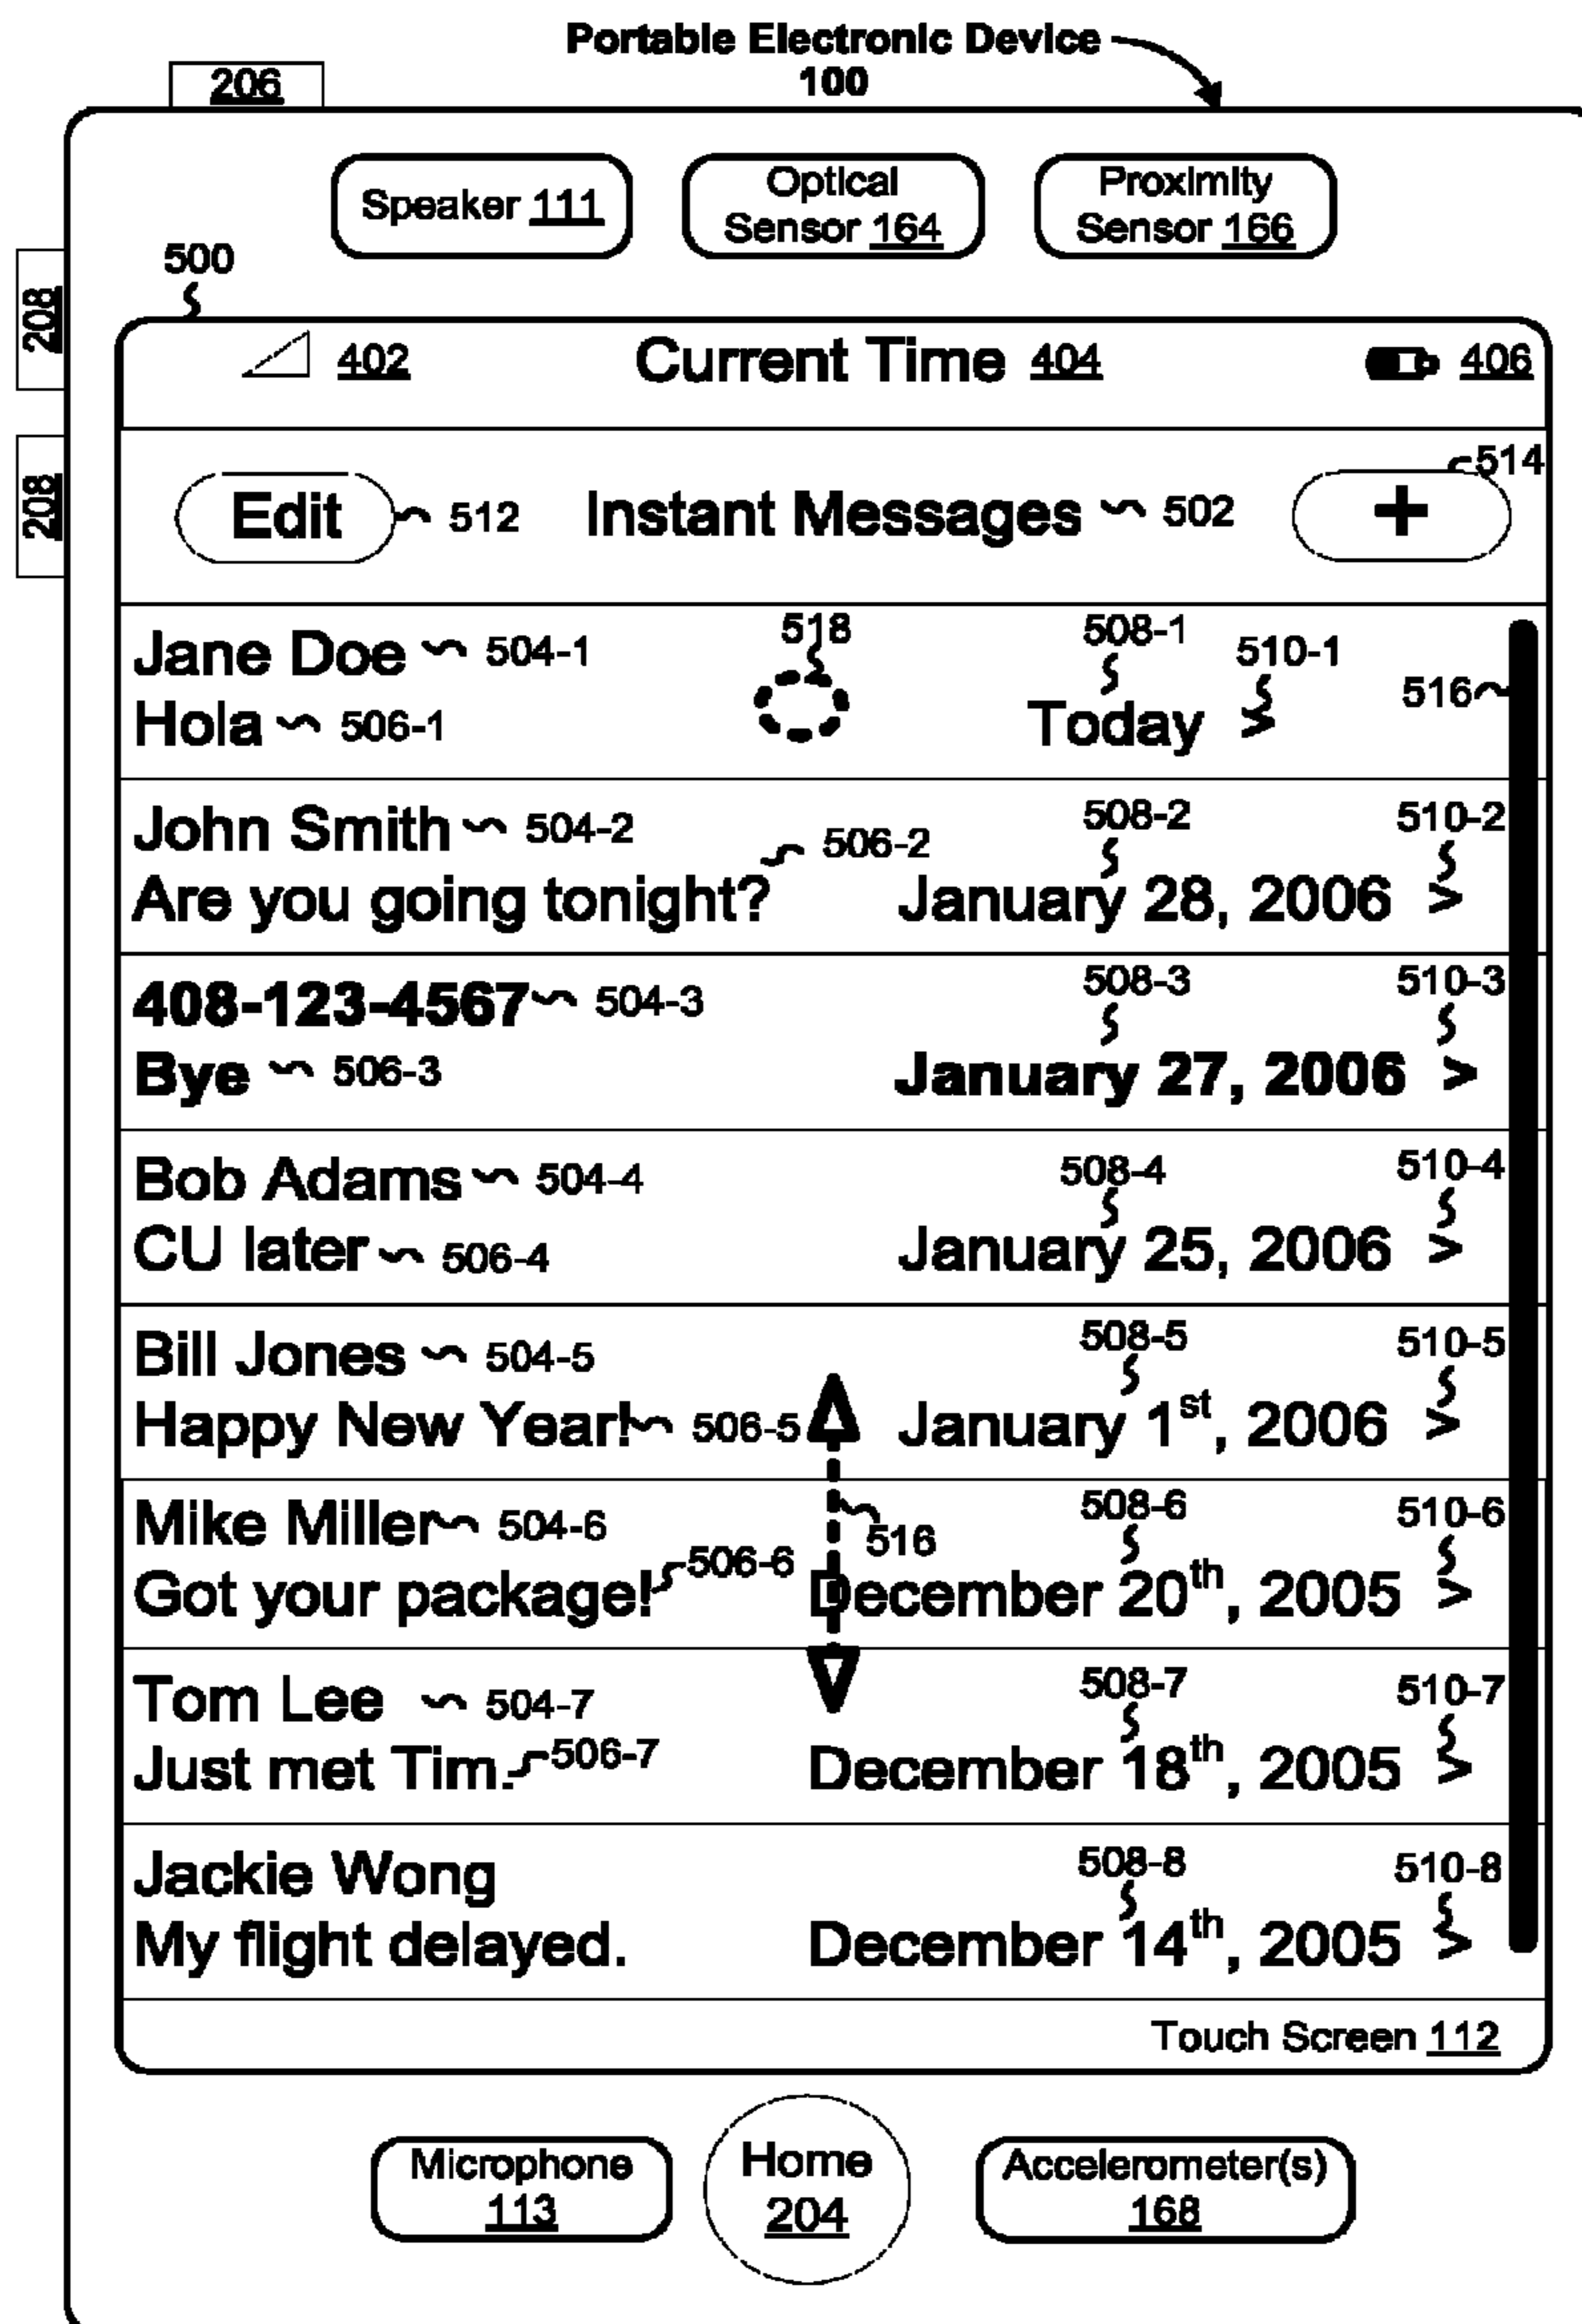 Portable Electronic Device
100
206
Speaker 111
Optical
Sensor 164
Proximity
Sensor 166
500
208
208
402 Current Time 404 406
514
Edit 512 Instant Messages 502 +
Jane Doe 504-1 518 508-1 510-1
516
Hola 506-1 Today >
John Smith 504-2 506-2 508-2 510-2
Are you going tonight? January 28, 2006 >
408-123-4567 504-3 508-3 510-3
Bye 506-3 January 27, 2006 >
Bob Adams 504-4 508-4 510-4
CU later 506-4 January 25, 2006 >
Bill Jones 504-5 508-5 510-5
Happy New Year! 506-5 January 1st, 2006 >
Mike Miller 504-6 516 508-6 510-6
Got your package! 506-6 December 20th, 2005 >
Tom Lee 504-7 508-7 510-7
Just met Tim. 506-7 December 18th, 2005 >
Jackie Wong 508-8 510-8
My flight delayed. December 14th, 2005 >
Touch Screen 112
Microphone
113
Home
204
Accelerometer(s)
168